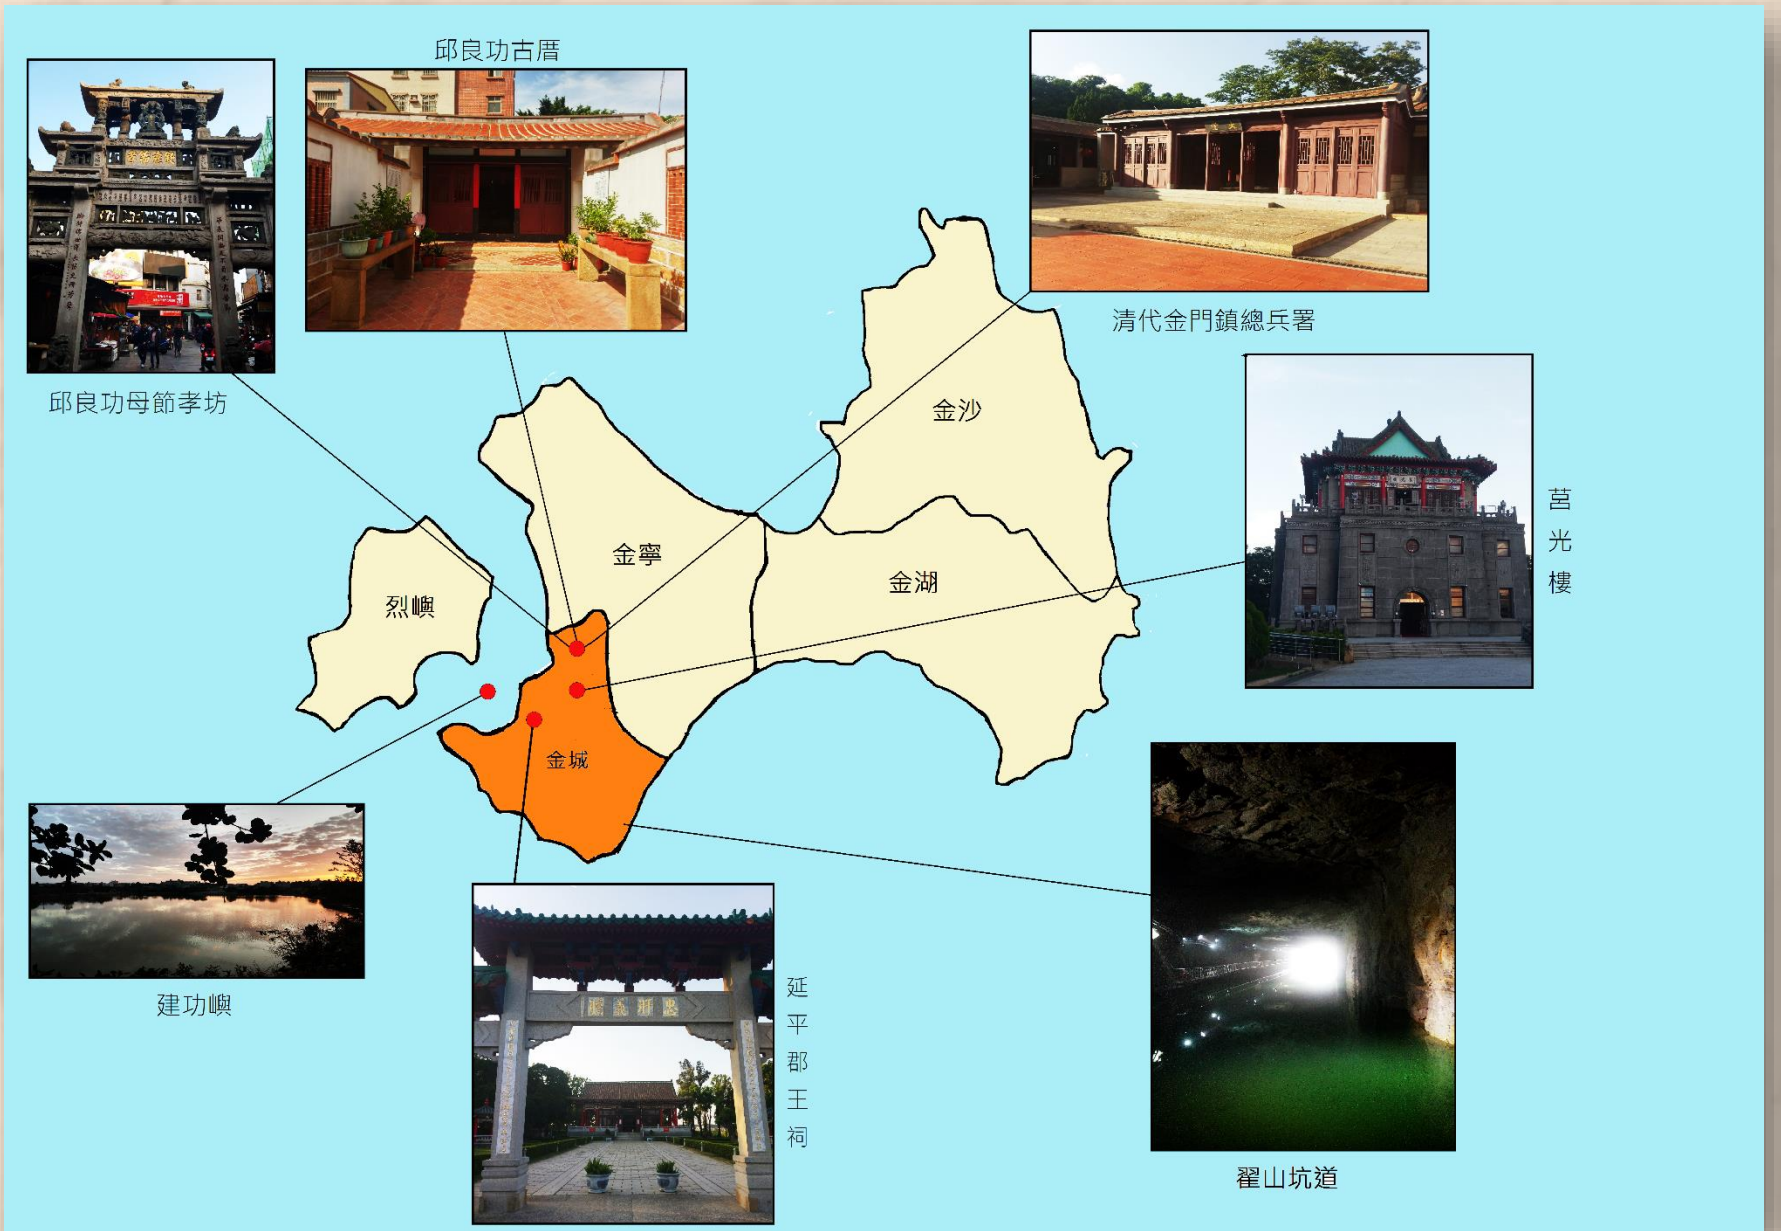 邱良功古厝
邱良功母節孝坊
清代金門鎮總兵署
莒光樓
金沙
金寧
金湖
烈嶼
金城
建功嶼
延平郡王祠
翟山坑道